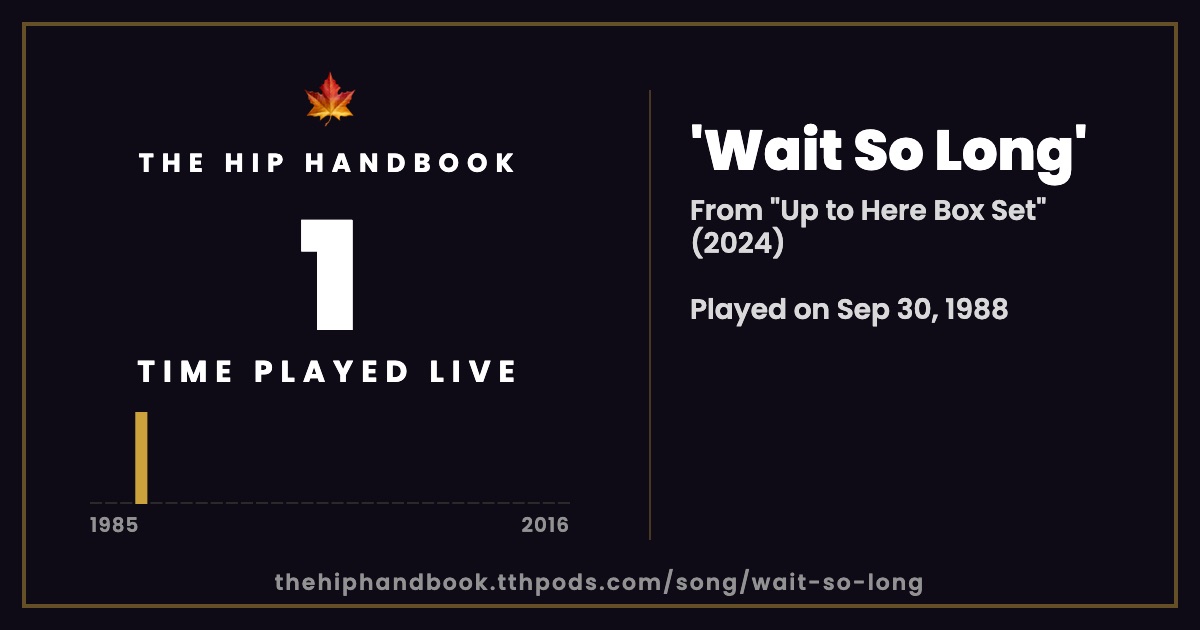 THE HIP HANDBOOK
1
TIME PLAYED LIVE
1985
2016
'Wait So Long'
From "Up to Here Box Set"
(2024)
Played on Sep 30, 1988
thehiphandbook.tthpods.com/song/wait-so-long